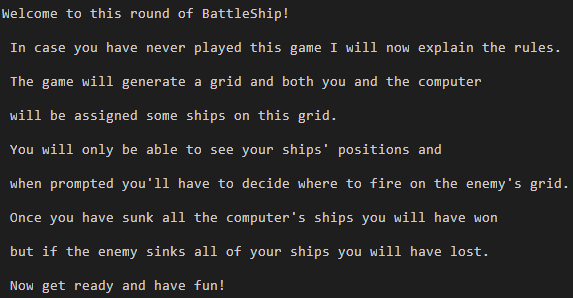 Welcome to this round of BattleShip!
In case you have never played this game I will now explain the rules.
The game will generate a grid and both you and the computer
will be assigned some ships on this grid.
You will only be able to see your ships' positions and
when prompted you'll have to decide where to fire on the enemy's grid.
Once you have sunk all the computer's ships you will have won
but if the enemy sinks all of your ships you will have lost.
Now get ready and have fun!